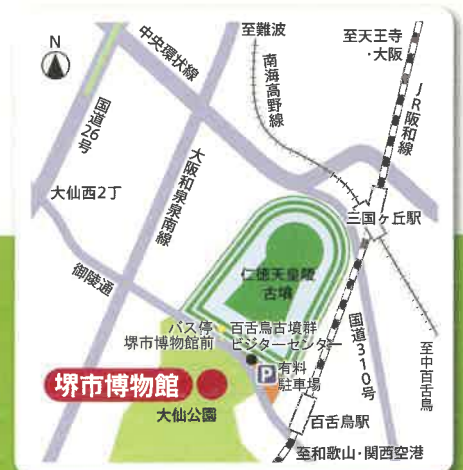 N
中央環状線
至難波
至天王寺
・大阪
南海高野線
JR阪和線
国道26号
大阪和泉泉南線
大仙西2丁
三国ヶ丘駅
御陵通
仁徳天皇陵
古墳
バス停
堺市博物館前
百舌鳥古墳群
ビジターセンター
国道310号
至中百舌鳥
P
有料
駐車場
堺市博物館
大仙公園
百舌鳥駅
至和歌山・関西空港